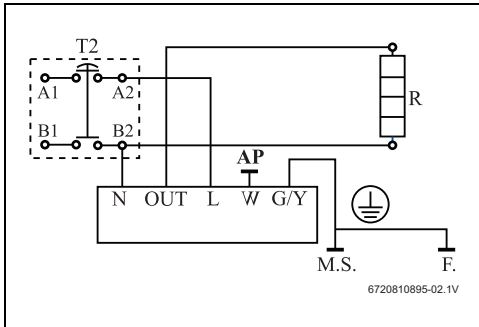 T2
A1 A2
R
B1 B2
AP
N OUT L W G/Y
M.S. F.
6720810895-02.1V